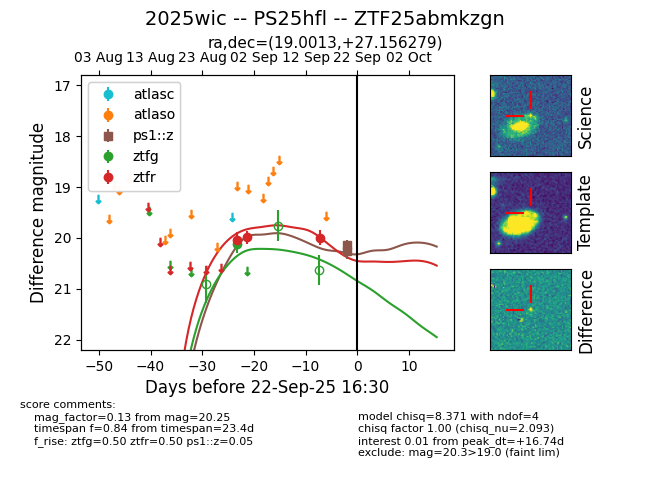 2025wic -- PS25hfl -- ZTF25abmkzgn
ra,dec=(19.0013,+27.156279)
03 Aug 13 Aug 23 Aug 02 Sep 12 Sep 22 Sep 02 Oct
17
18
19
20
21
22
Difference magnitude
atlasc
atlaso
ps1::z
ztfg
ztfr
−50 −40 −30 −20 −10 0 10
Days before 22-Sep-25 16:30
Science
Template
Difference
score comments:
mag_factor=0.13 from mag=20.25
timespan f=0.84 from timespan=23.4d
f_rise: ztfg=0.50 ztfr=0.50 ps1::z=0.05
model chisq=8.371 with ndof=4
chisq factor 1.00 (chisq_nu=2.093)
interest 0.01 from peak_dt=+16.74d
exclude: mag=20.3>19.0 (faint lim)